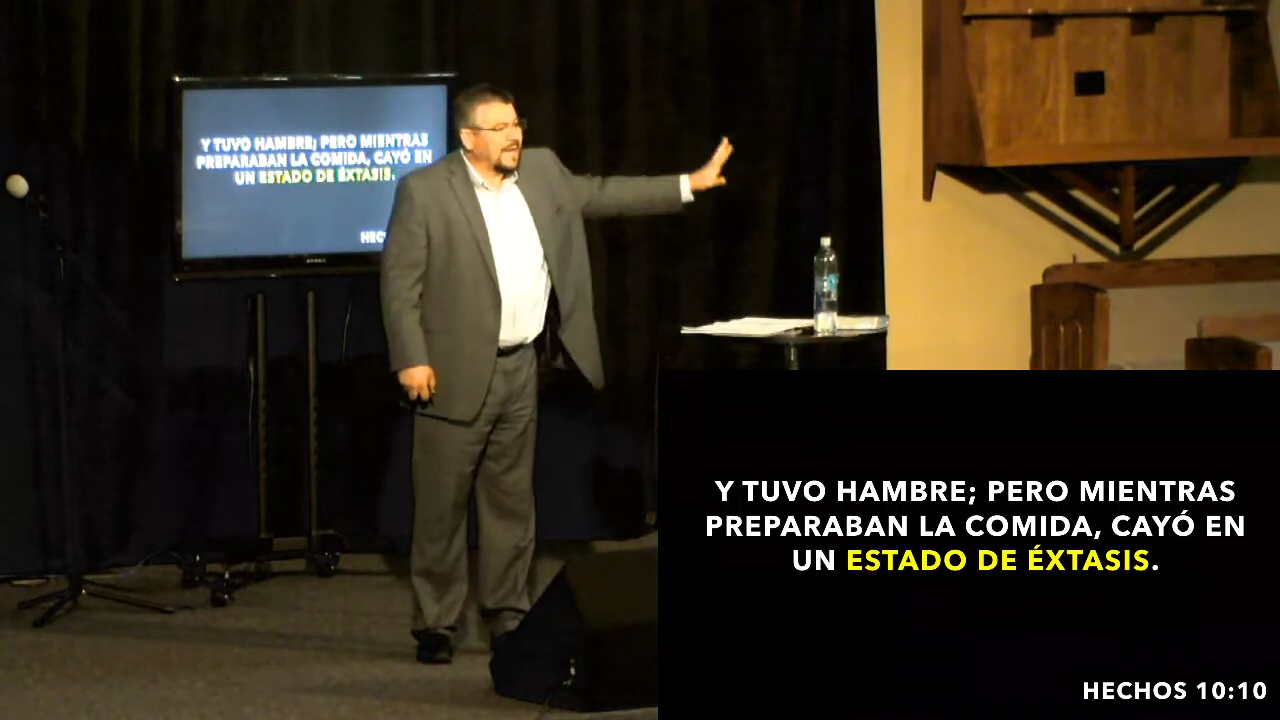 Y TUVO HAMBRE; PERO MIENTRAS
PREPARABAN LA COMIDA, CAYÓ EN
UN ESTADO DE ÉXTASIS.
HEC
Y TUVO HAMBRE; PERO MIENTRAS
PREPARABAN LA COMIDA, CAYÓ EN
UN ESTADO DE ÉXTASIS.
HECHOS 10:10